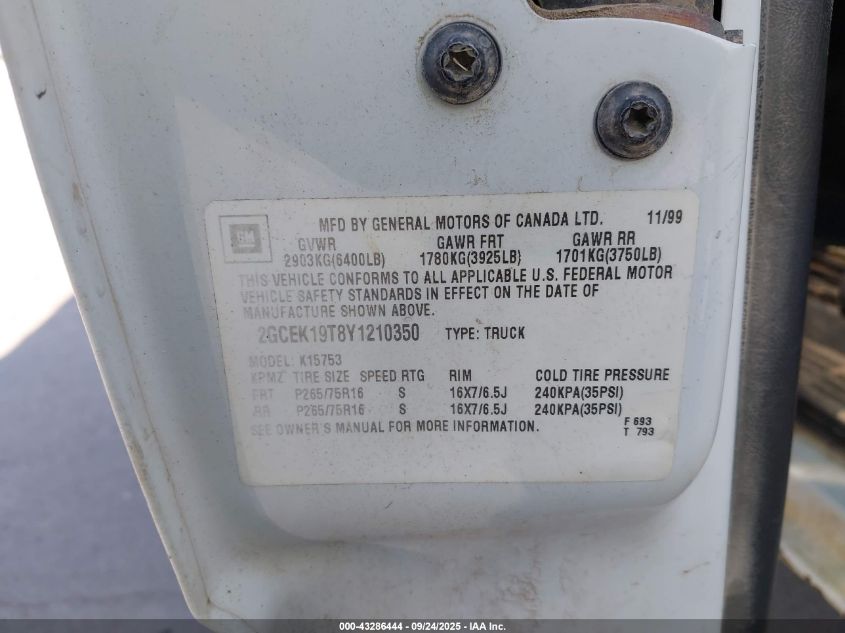 GM
MFD BY GENERAL MOTORS OF CANADA LTD. 11/99
GVWR GAWR FRT GAWR RR
2903KG(6400LB) 1780KG(3925LB) 1701KG(3750LB)
THIS VEHICLE CONFORMS TO ALL APPLICABLE U.S. FEDERAL MOTOR
VEHICLE SAFETY STANDARDS IN EFFECT ON THE DATE OF
MANUFACTURE SHOWN ABOVE.
2GCEK19T8Y1210350 TYPE: TRUCK
MODEL: K15753
KPMZ TIRE SIZE SPEED RTG RIM COLD TIRE PRESSURE
FRT P265/75R16 S 16X7/6.5J 240KPA(35PSI)
RR P265/75R16 S 16X7/6.5J 240KPA(35PSI)
SEE OWNER'S MANUAL FOR MORE INFORMATION. F 693
T 793
000-43286444 - 09/24/2025 - IAA Inc.